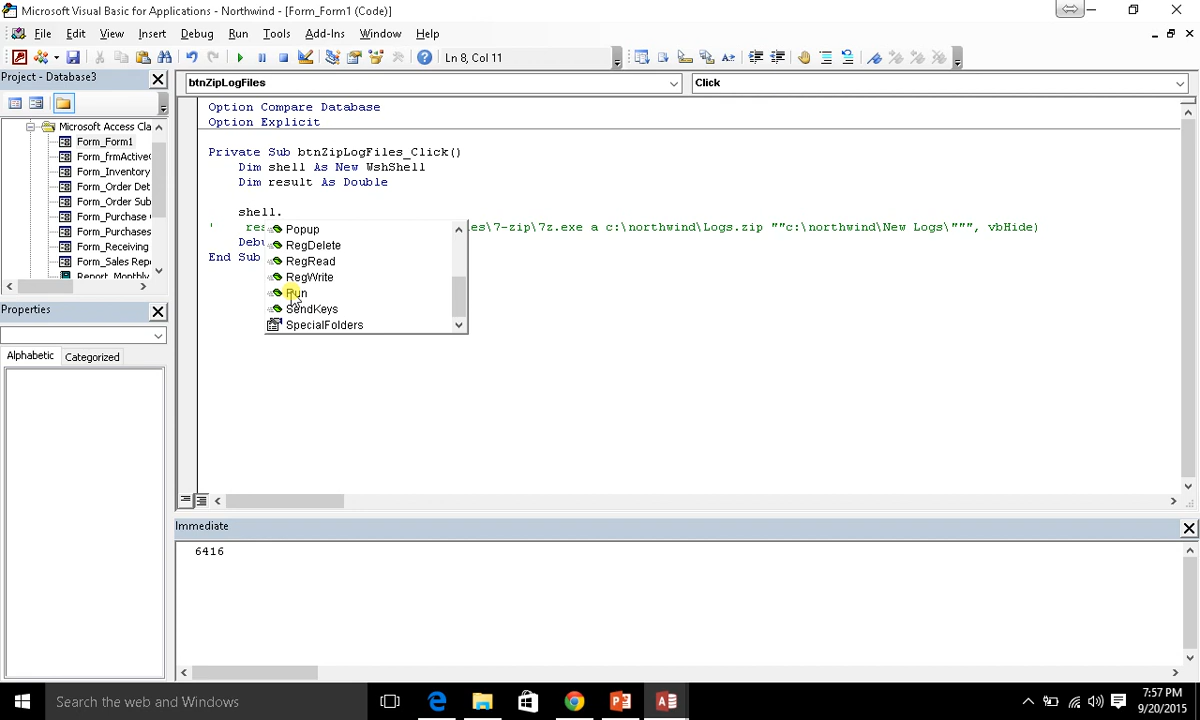 Microsoft Visual Basic for Applications - Northwind - [Form_Form1 (Code)]
File Edit View Insert Format Debug Run Tools Add-Ins Window Help
Ln 8, Col 11
Project - Database3
btnZipLogFiles
Click
Microsoft Access Cla
Form_Form1
Form_frmActive
Form_Inventory
Form_Order Det
Form_Order Sub
Form_Purchase
Form_Purchases
Form_Receiving
Form_Sales Repo
Report_Monthly
Properties
Alphabetic Categorized
Option Compare Database
Option Explicit
Private Sub btnZipLogFiles_Click()
Dim shell As New WshShell
Dim result As Double
shell.
' res
es\7-zip\7z.exe a c:\northwind\Logs.zip ""c:\northwind\New Logs\""", vbHide)
Debu
End Sub
Popup
RegDelete
RegRead
RegWrite
Run
SendKeys
SpecialFolders
Immediate
6416
Search the web and Windows
7:57 PM
9/20/2015